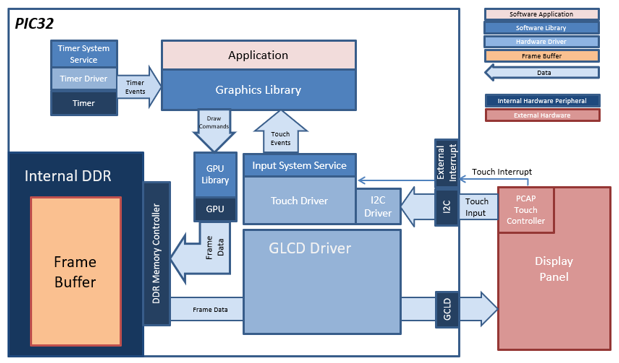 PIC32
Timer System
Service
Timer Driver
Timer
Timer
Events
Application
Graphics Library
Draw
Commands
Touch
Events
GPU
Library
GPU
Input System Service
Touch Driver
I2C
Driver
External
Interrupt
I2C
Touch Interrupt
Touch
Input
PCAP
Touch
Controller
Display
Panel
Internal DDR
Frame
Buffer
DDR Memory Controller
Frame
Data
GLCD Driver
Frame Data
GCLD
Software Application
Software Library
Hardware Driver
Frame Buffer
Data
Internal Hardware Peripheral
External Hardware